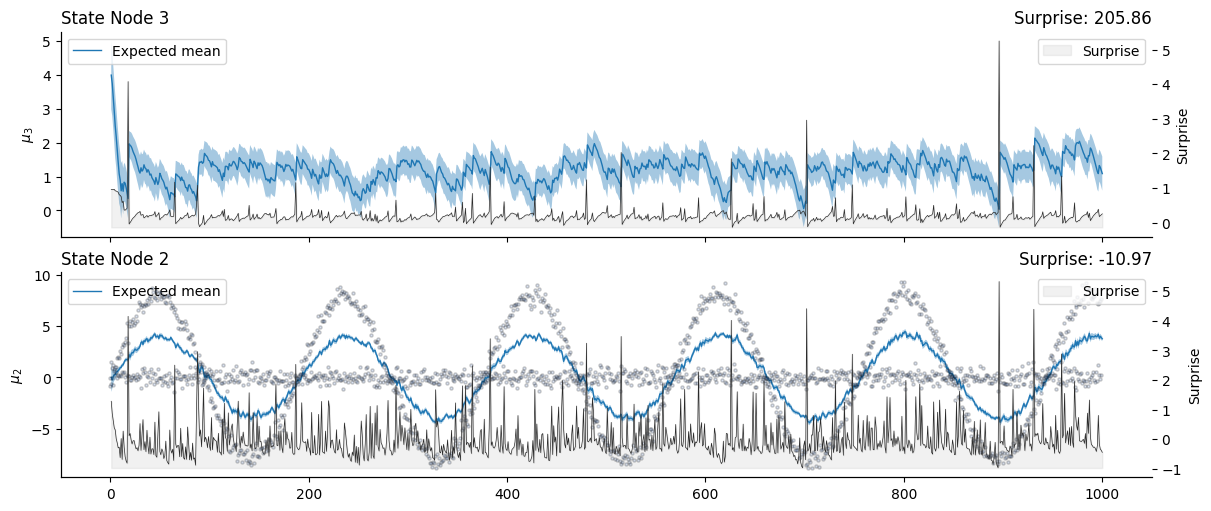 State Node 3
Surprise: 205.86
Expected mean
Surprise
5
4
3
2
1
0
μ3
5
4
3
2
1
0
Surprise
State Node 2
Surprise: -10.97
Expected mean
Surprise
10
5
0
−5
μ2
5
4
3
2
1
0
−1
Surprise
0
200
400
600
800
1000